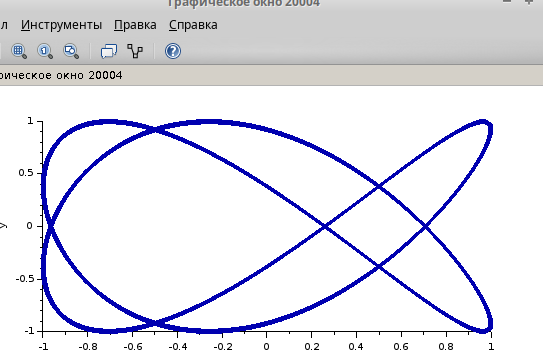 Графическое окно 20004
л Инструменты Правка Справка
рическое окно 20004
1
0.5
0
-0.5
-1
y
-1 -0.8 -0.6 -0.4 -0.2 0 0.2 0.4 0.6 0.8 1